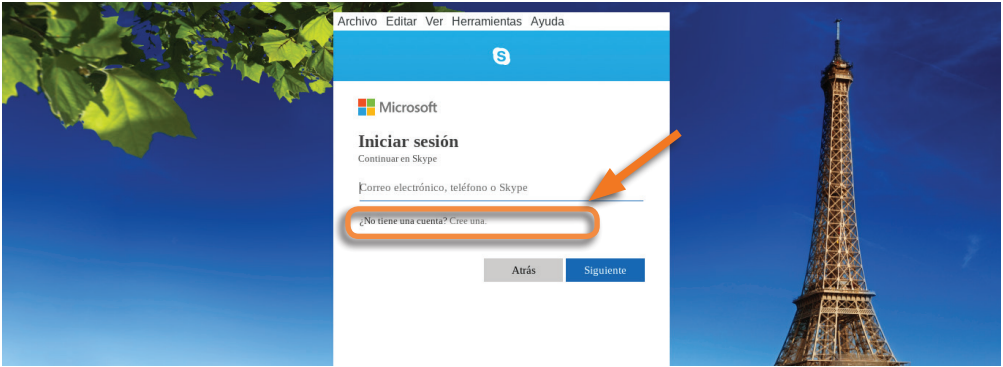 Archivo Editar Ver Herramientas Ayuda
S
Microsoft
Iniciar sesión
Continuar en Skype
Correo electrónico, teléfono o Skype
¿No tiene una cuenta? Cree una.
Atrás
Siguiente